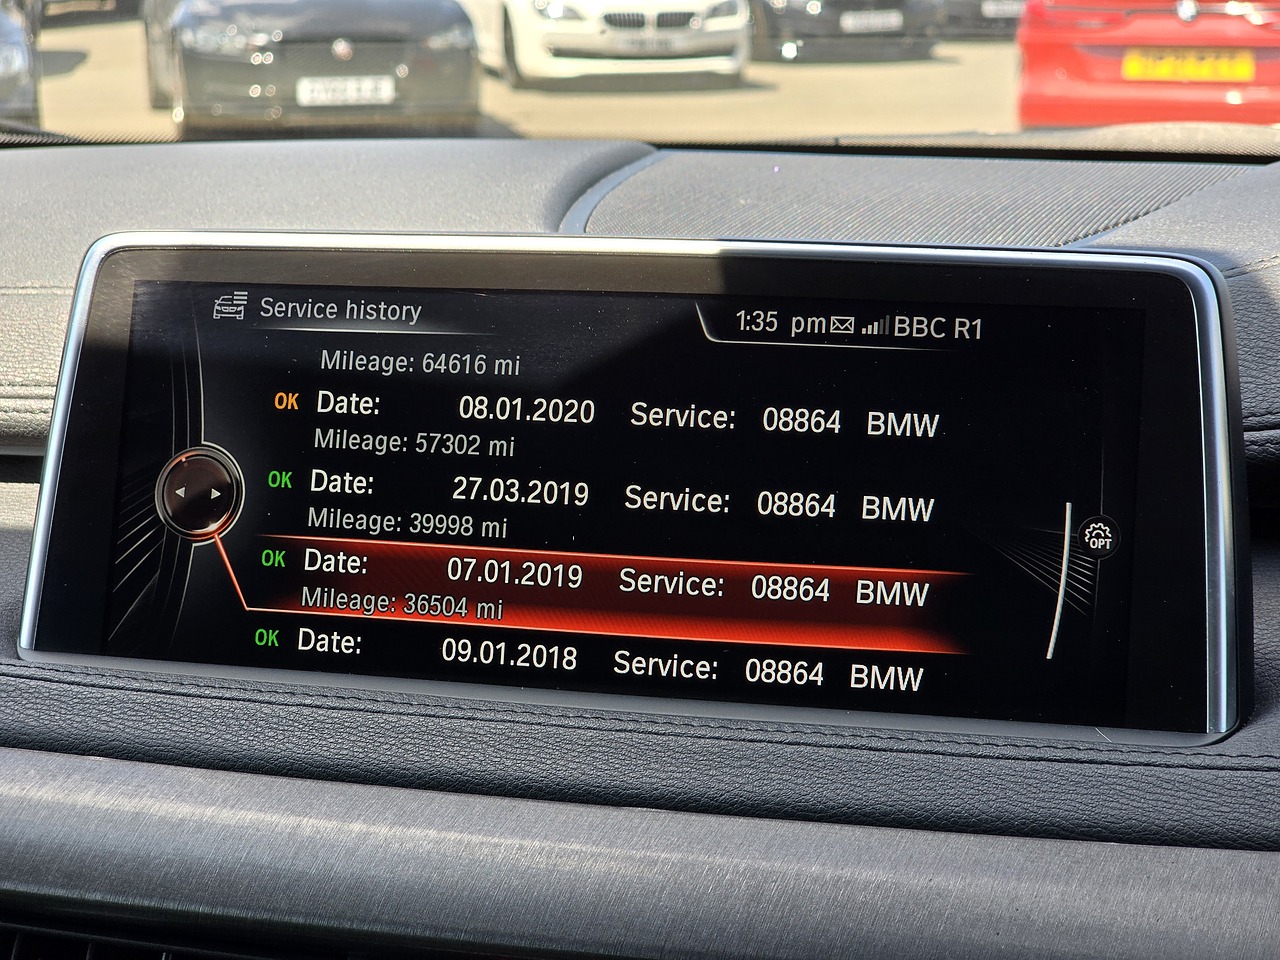 Service history
1:35 pm BBC R1
Mileage: 64616 mi
OK Date: 08.01.2020 Service: 08864 BMW
Mileage: 57302 mi
OK Date: 27.03.2019 Service: 08864 BMW
Mileage: 39998 mi
OK Date: 07.01.2019 Service: 08864 BMW
Mileage: 36504 mi
OK Date: 09.01.2018 Service: 08864 BMW
OPT